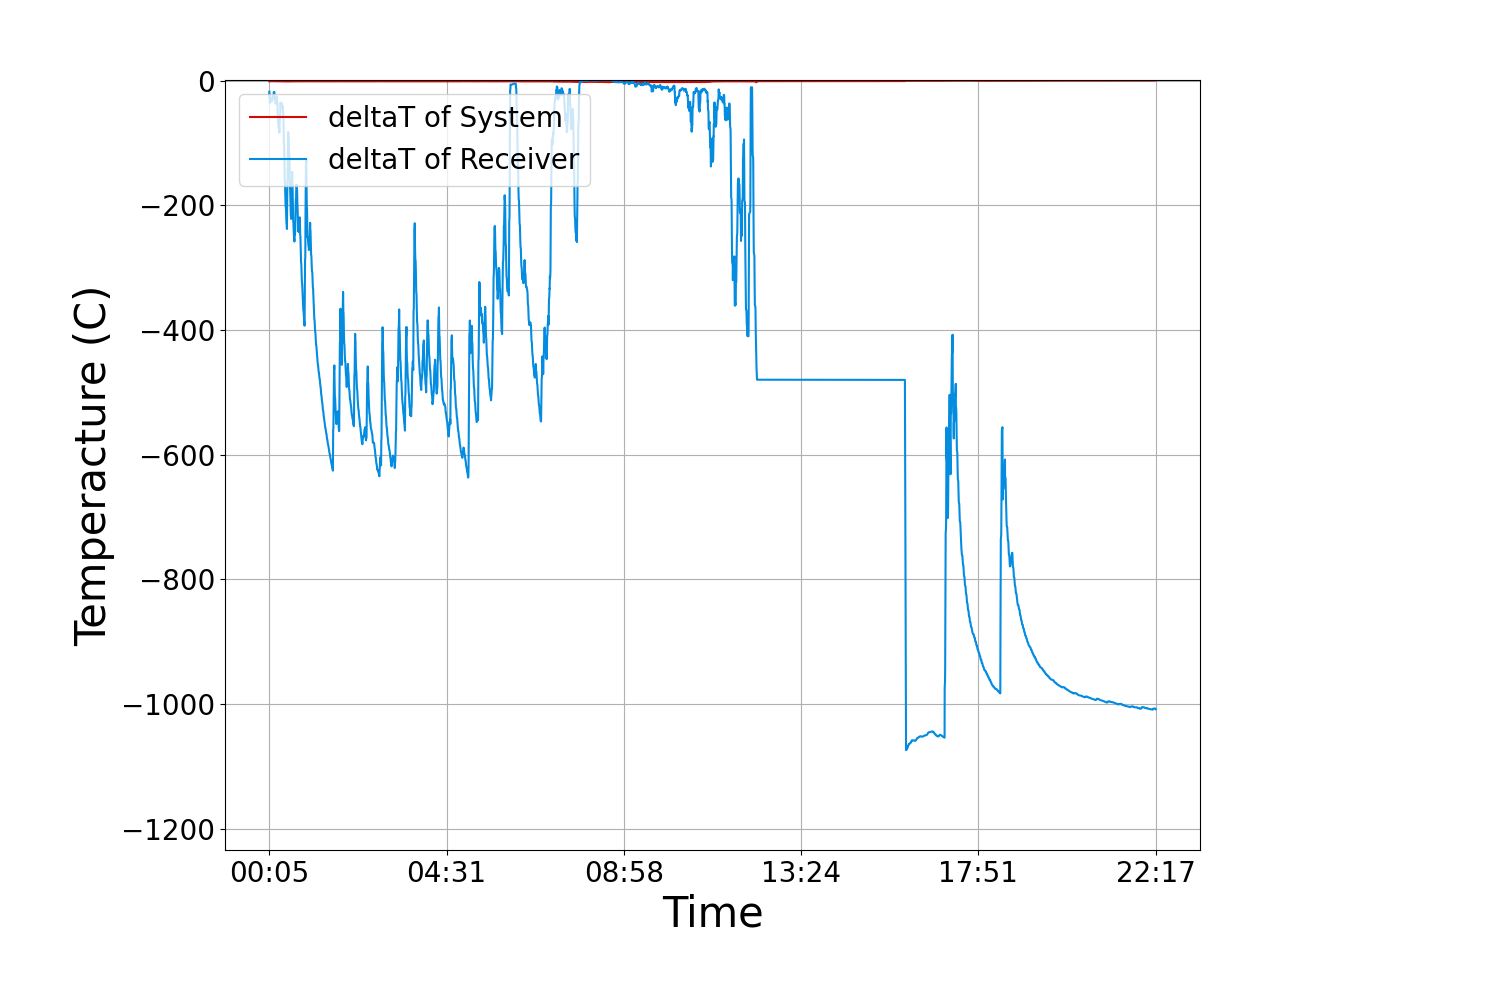 0
−200
−400
−600
−800
−1000
−1200
Temperacture (C)
deltaT of System
deltaT of Receiver
00:05 04:31 08:58 13:24 17:51 22:17
Time